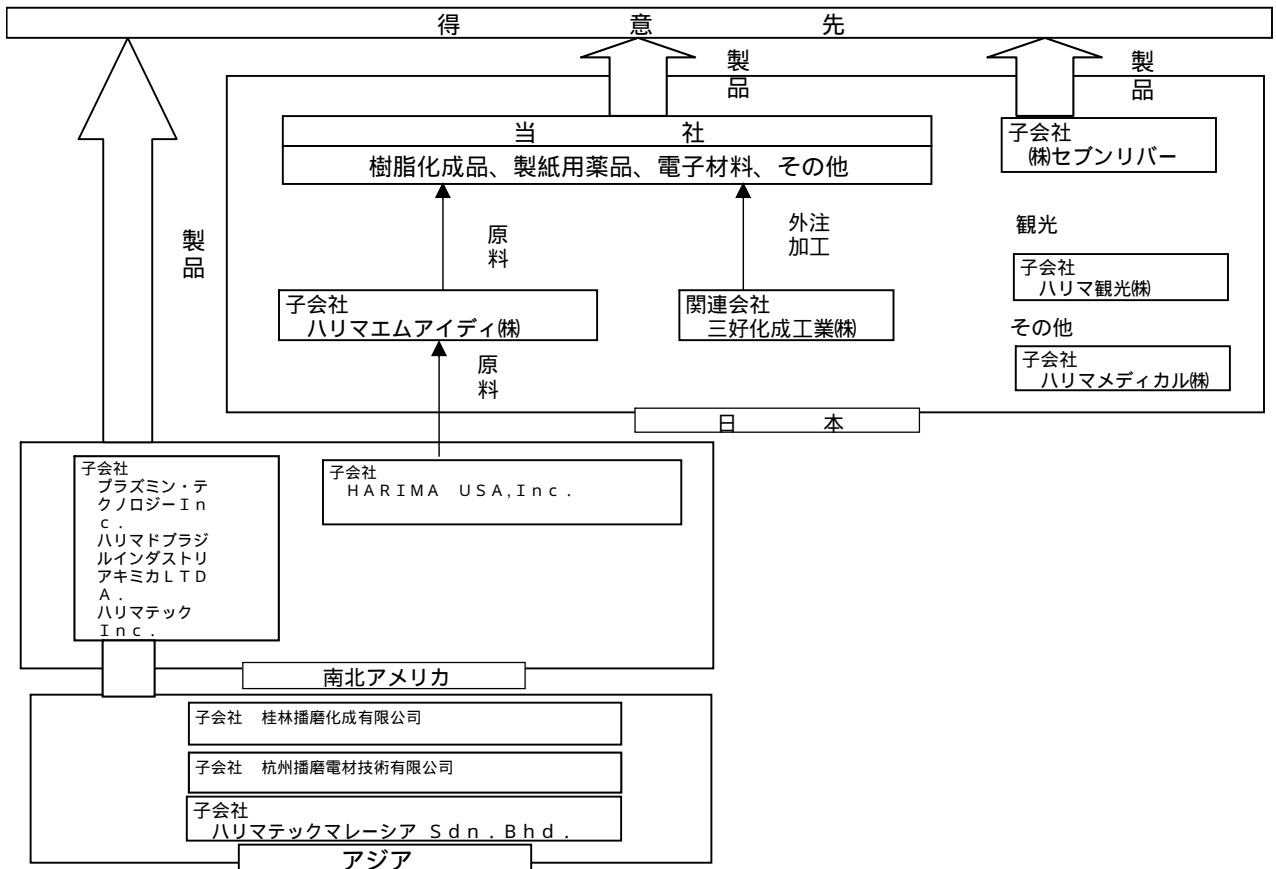 得　意　先
製
品
製
品
当　社
樹脂化成品、製紙用薬品、電子材料、その他
子会社
㈱セブンリバー
製
品
原
料
外注
加工
観光
子会社
ハリマ観光㈱
子会社
ハリマエムアイディ㈱
関連会社
三好化成工業㈱
その他
子会社
ハリマメディカル㈱
原
料
日　本
子会社
プラズミン・テ
クノロジーＩｎ
ｃ．
ハリマドブラジ
ルインダストリ
アキミカＬＴＤ
Ａ．
ハリマテック
Ｉｎｃ．
子会社
ＨＡＲＩＭＡ　ＵＳＡ,Ｉｎｃ．
南北アメリカ
子会社　桂林播磨化成有限公司
子会社　杭州播磨電材技術有限公司
子会社
ハリマテックマレーシア Ｓｄｎ．Ｂｈｄ．
アジア